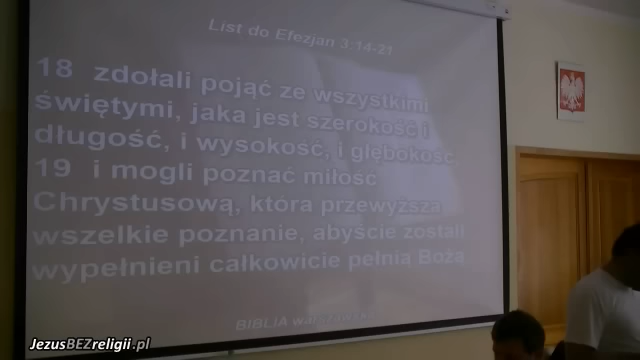 List do Efezjan 3:14-21
18 zdołali pojąć ze wszystkimi
świętymi, jaka jest szerokość i
długość, i wysokość, i głębokość,
19 i mogli poznać miłość
Chrystusową, która przewyższa
wszelkie poznanie, abyście zostali
wypełnieni całkowicie pełnią Bożą.
BIBLIA warszawska
JezusBEZreligii.pl